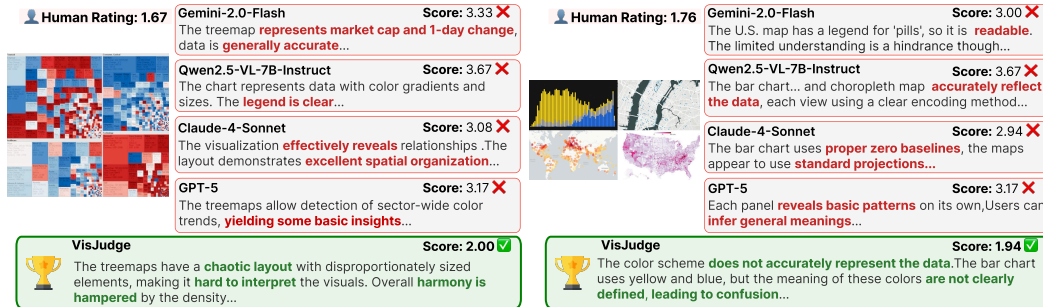 Human Rating: 1.67
Gemini-2.0-Flash Score: 3.33
The treemap represents market cap and 1-day change,
data is generally accurate...
Qwen2.5-VL-7B-Instruct Score: 3.67
The chart represents data with color gradients and
sizes. The legend is clear...
Claude-4-Sonnet Score: 3.08
The visualization effectively reveals relationships .The
layout demonstrates excellent spatial organization...
GPT-5 Score: 3.17
The treemaps allow detection of sector-wide color
trends, yielding some basic insights...
VisJudge Score: 2.00
The treemaps have a chaotic layout with disproportionately sized
elements, making it hard to interpret the visuals. Overall harmony is
hampered by the density...
Human Rating: 1.76
Gemini-2.0-Flash Score: 3.00
The U.S. map has a legend for 'pills', so it is readable.
The limited understanding is a hindrance though...
Qwen2.5-VL-7B-Instruct Score: 3.67
The bar chart... and choropleth map accurately reflect
the data, each view using a clear encoding method...
Claude-4-Sonnet Score: 2.94
The bar chart uses proper zero baselines, the maps
appear to use standard projections...
GPT-5 Score: 3.17
Each panel reveals basic patterns on its own,Users can
infer general meanings...
VisJudge Score: 1.94
The color scheme does not accurately represent the data.The bar chart
uses yellow and blue, but the meaning of these colors are not clearly
defined, leading to confusion...